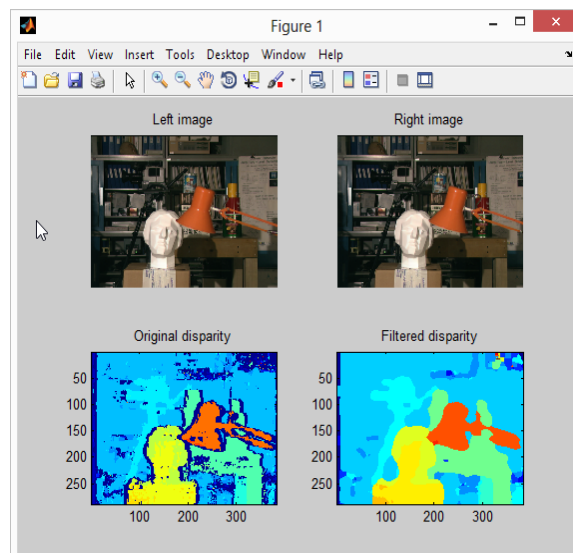 Figure 1
File Edit View Insert Tools Desktop Window Help
Left image
Right image
Original disparity
50
100
150
200
250
100 200 300
Filtered disparity
50
100
150
200
250
100 200 300